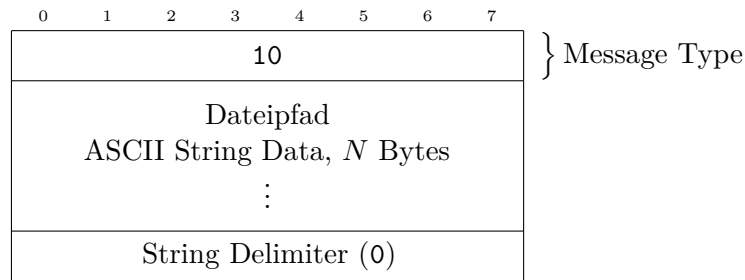 0 1 2 3 4 5 6 7
10
} Message Type
Dateipfad
ASCII String Data, N Bytes
⋮
String Delimiter (0)